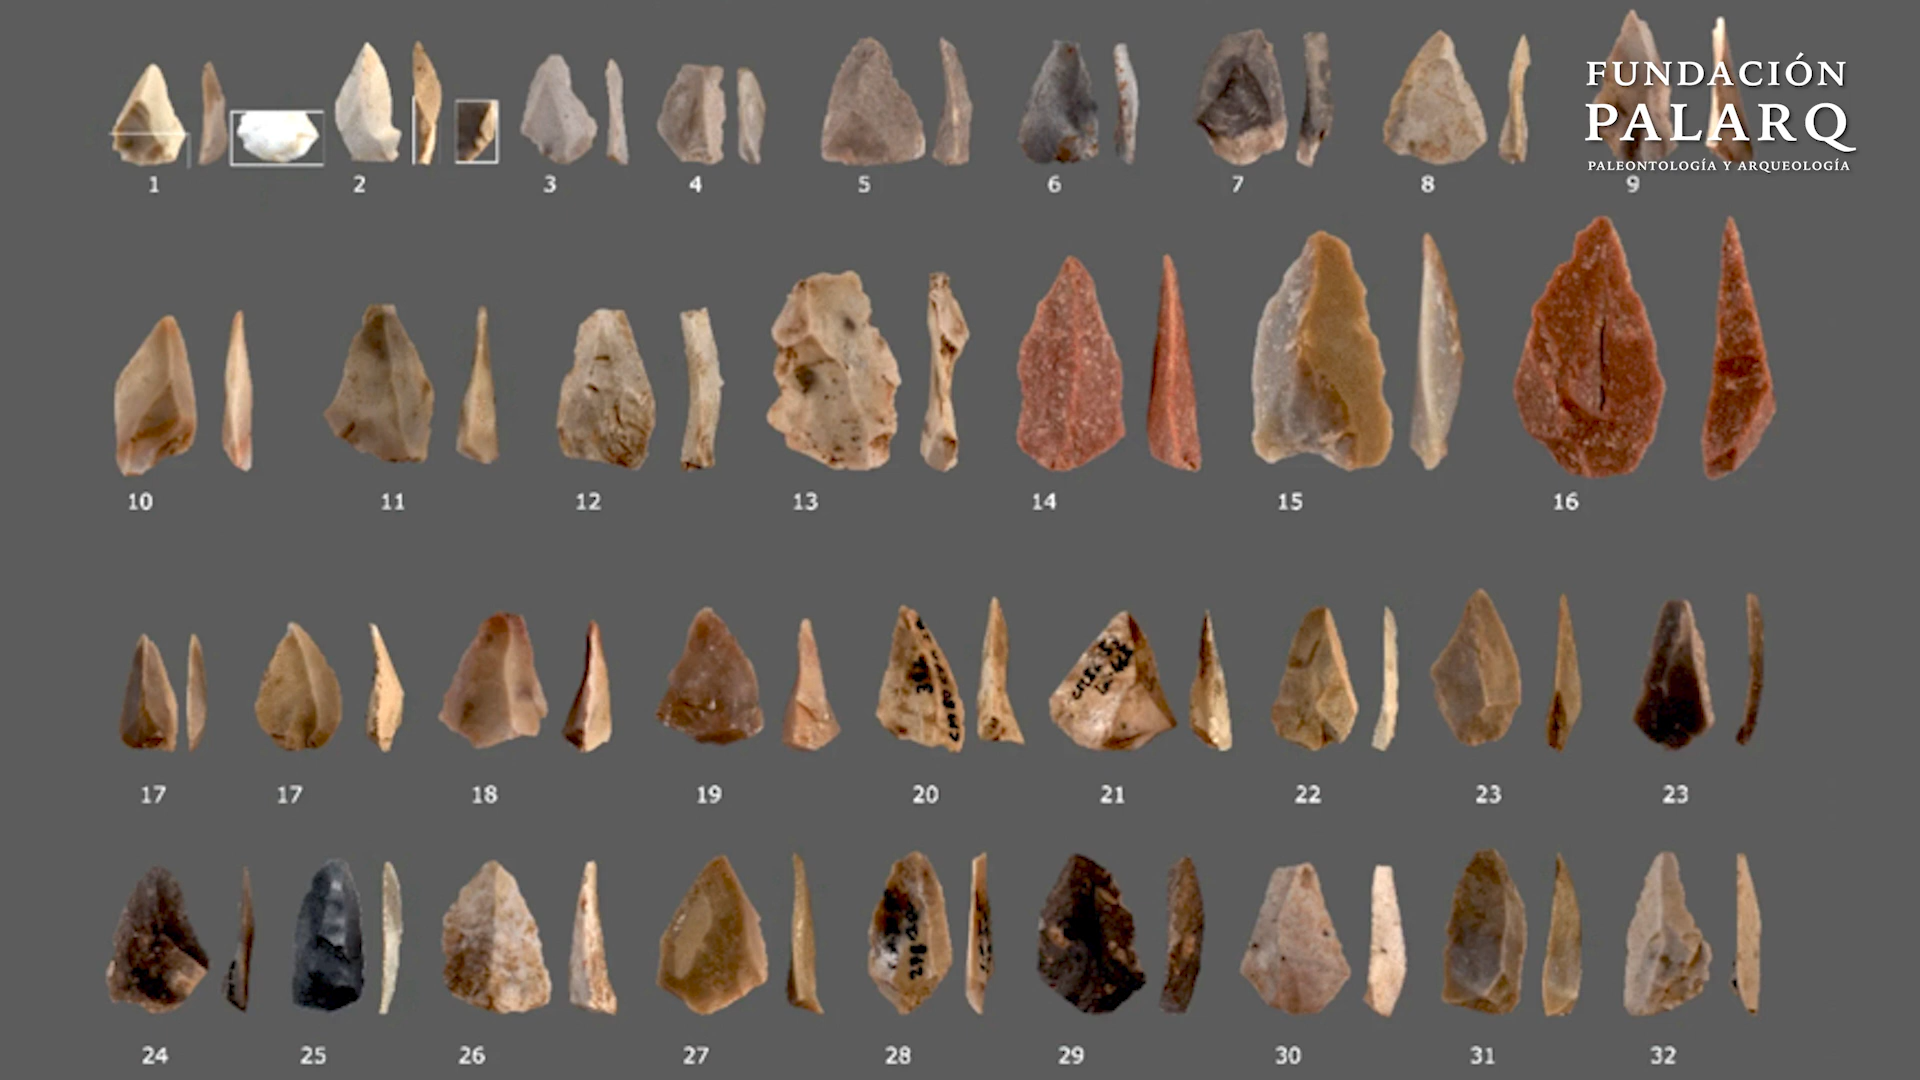 FUNDACIÓN
PALARQ
PALEONTOLOGÍA Y ARQUEOLOGÍA
1 2 3 4 5 6 7 8 9
10 11 12 13 14 15 16
17 17 18 19 20 21 22 23 23
24 25 26 27 28 29 30 31 32